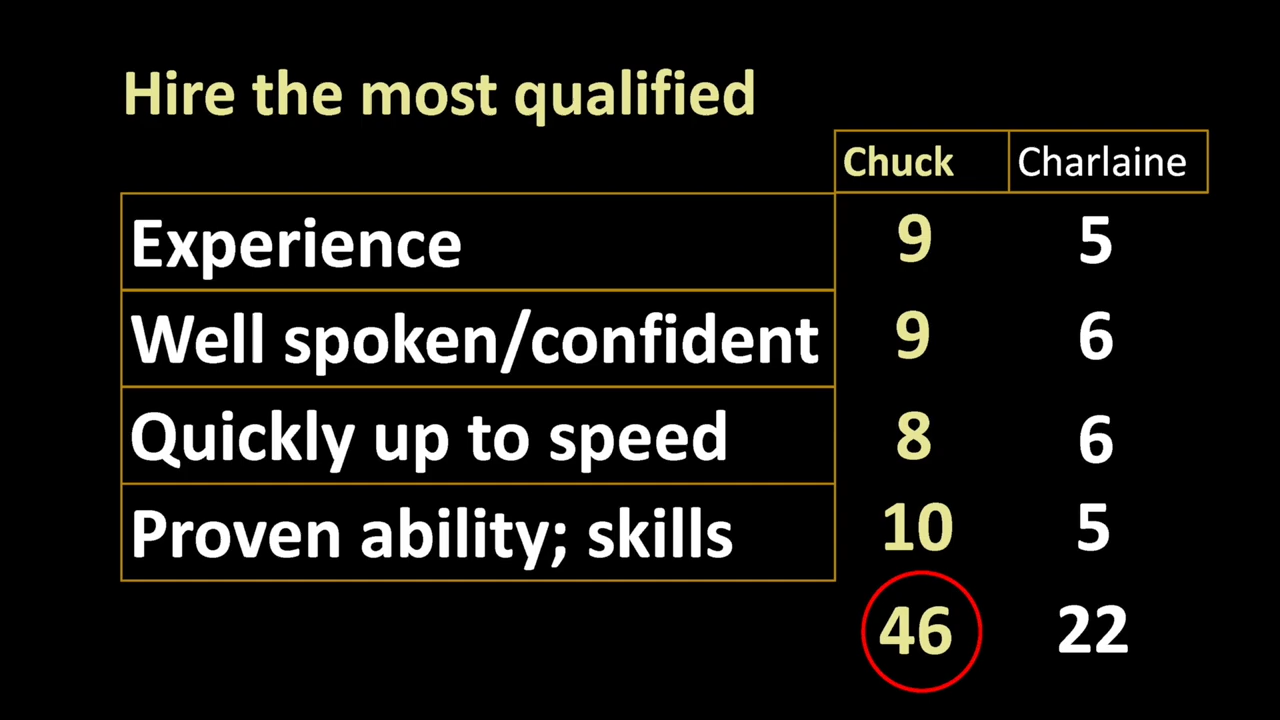 Hire the most qualified
Chuck Charlaine
Experience 9 5
Well spoken/confident 9 6
Quickly up to speed 8 6
Proven ability; skills 10 5
46 22